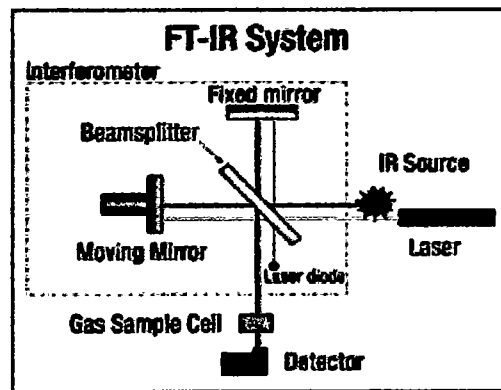 FT-IR System
Interferometer
Fixed mirror
Beamsplitter
IR Source
Moving Mirror
Laser
Laser diode
Gas Sample Cell
Detector